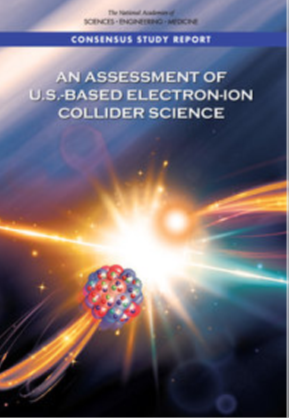 The National Academies of
SCIENCES • ENGINEERING • MEDICINE
CONSENSUS STUDY REPORT
AN ASSESSMENT OF
U.S.-BASED ELECTRON-ION
COLLIDER SCIENCE